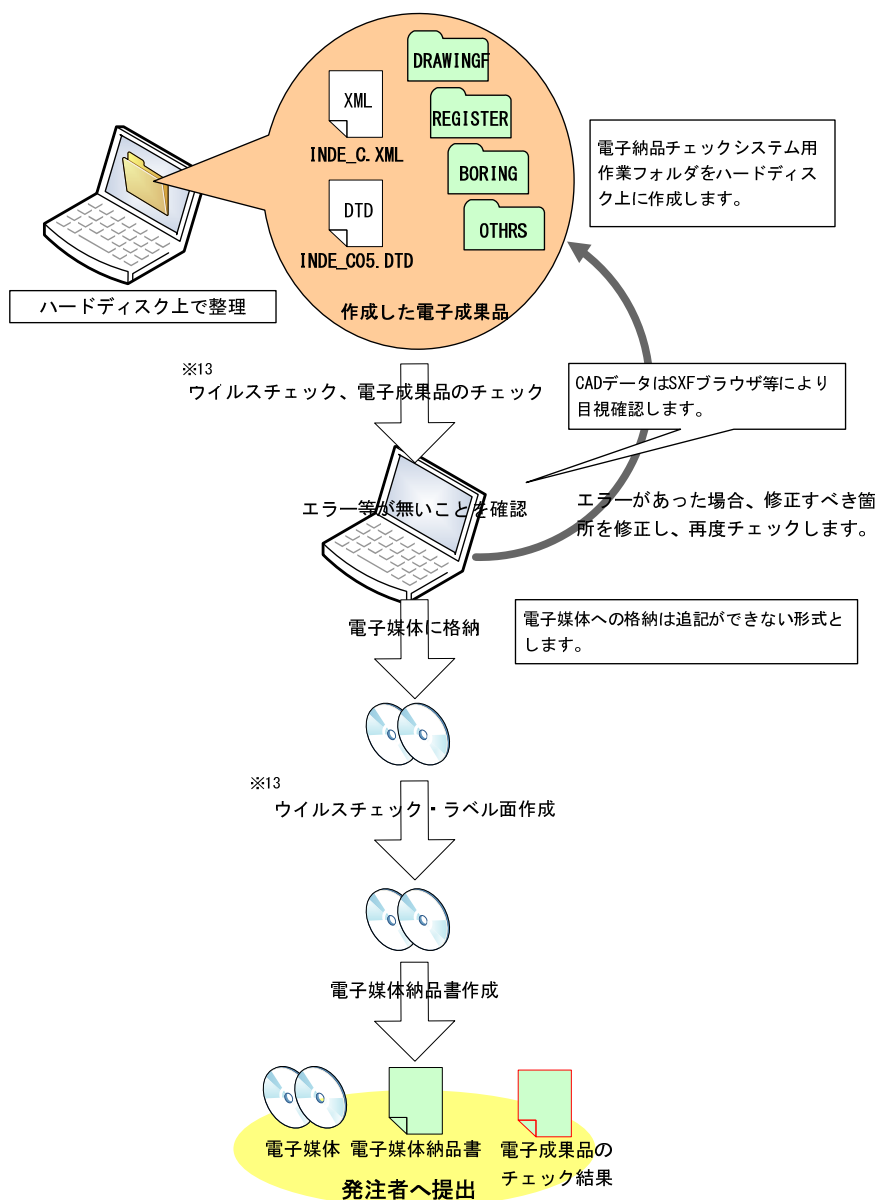 DRAWINGF
XML
INDE_C.XML
REGISTER
BORING
DTD
INDE_C05.DTD
OTHRS
作成した電子成果品
ハードディスク上で整理
電子納品チェックシステム用
作業フォルダをハードディス
ク上に作成します。
※13
ウイルスチェック、電子成果品のチェック
CADデータはSXFブラウザ等により
目視確認します。
エラー等が無いことを確認
エラーがあった場合、修正すべき箇
所を修正し、再度チェックします。
電子媒体に格納
電子媒体への格納は追記ができない形式と
します。
※13
ウイルスチェック・ラベル面作成
電子媒体納品書作成
電子媒体
電子媒体納品書
電子成果品の
チェック結果
発注者へ提出